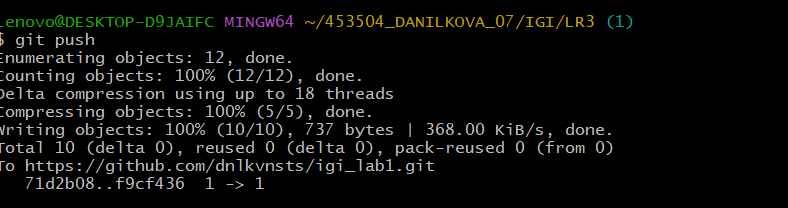 Lenovo@DESKTOP-D9JAIFC MINGW64 ~/453504_DANILKOVA_07/IGI/LR3 (1)
$ git push
Enumerating objects: 12, done.
Counting objects: 100% (12/12), done.
Delta compression using up to 18 threads
Compressing objects: 100% (5/5), done.
Writing objects: 100% (10/10), 737 bytes | 368.00 KiB/s, done.
Total 10 (delta 0), reused 0 (delta 0), pack-reused 0 (from 0)
To https://github.com/dnlkvnsts/igi_lab1.git
   71d2b08..f9cf436  1 -> 1